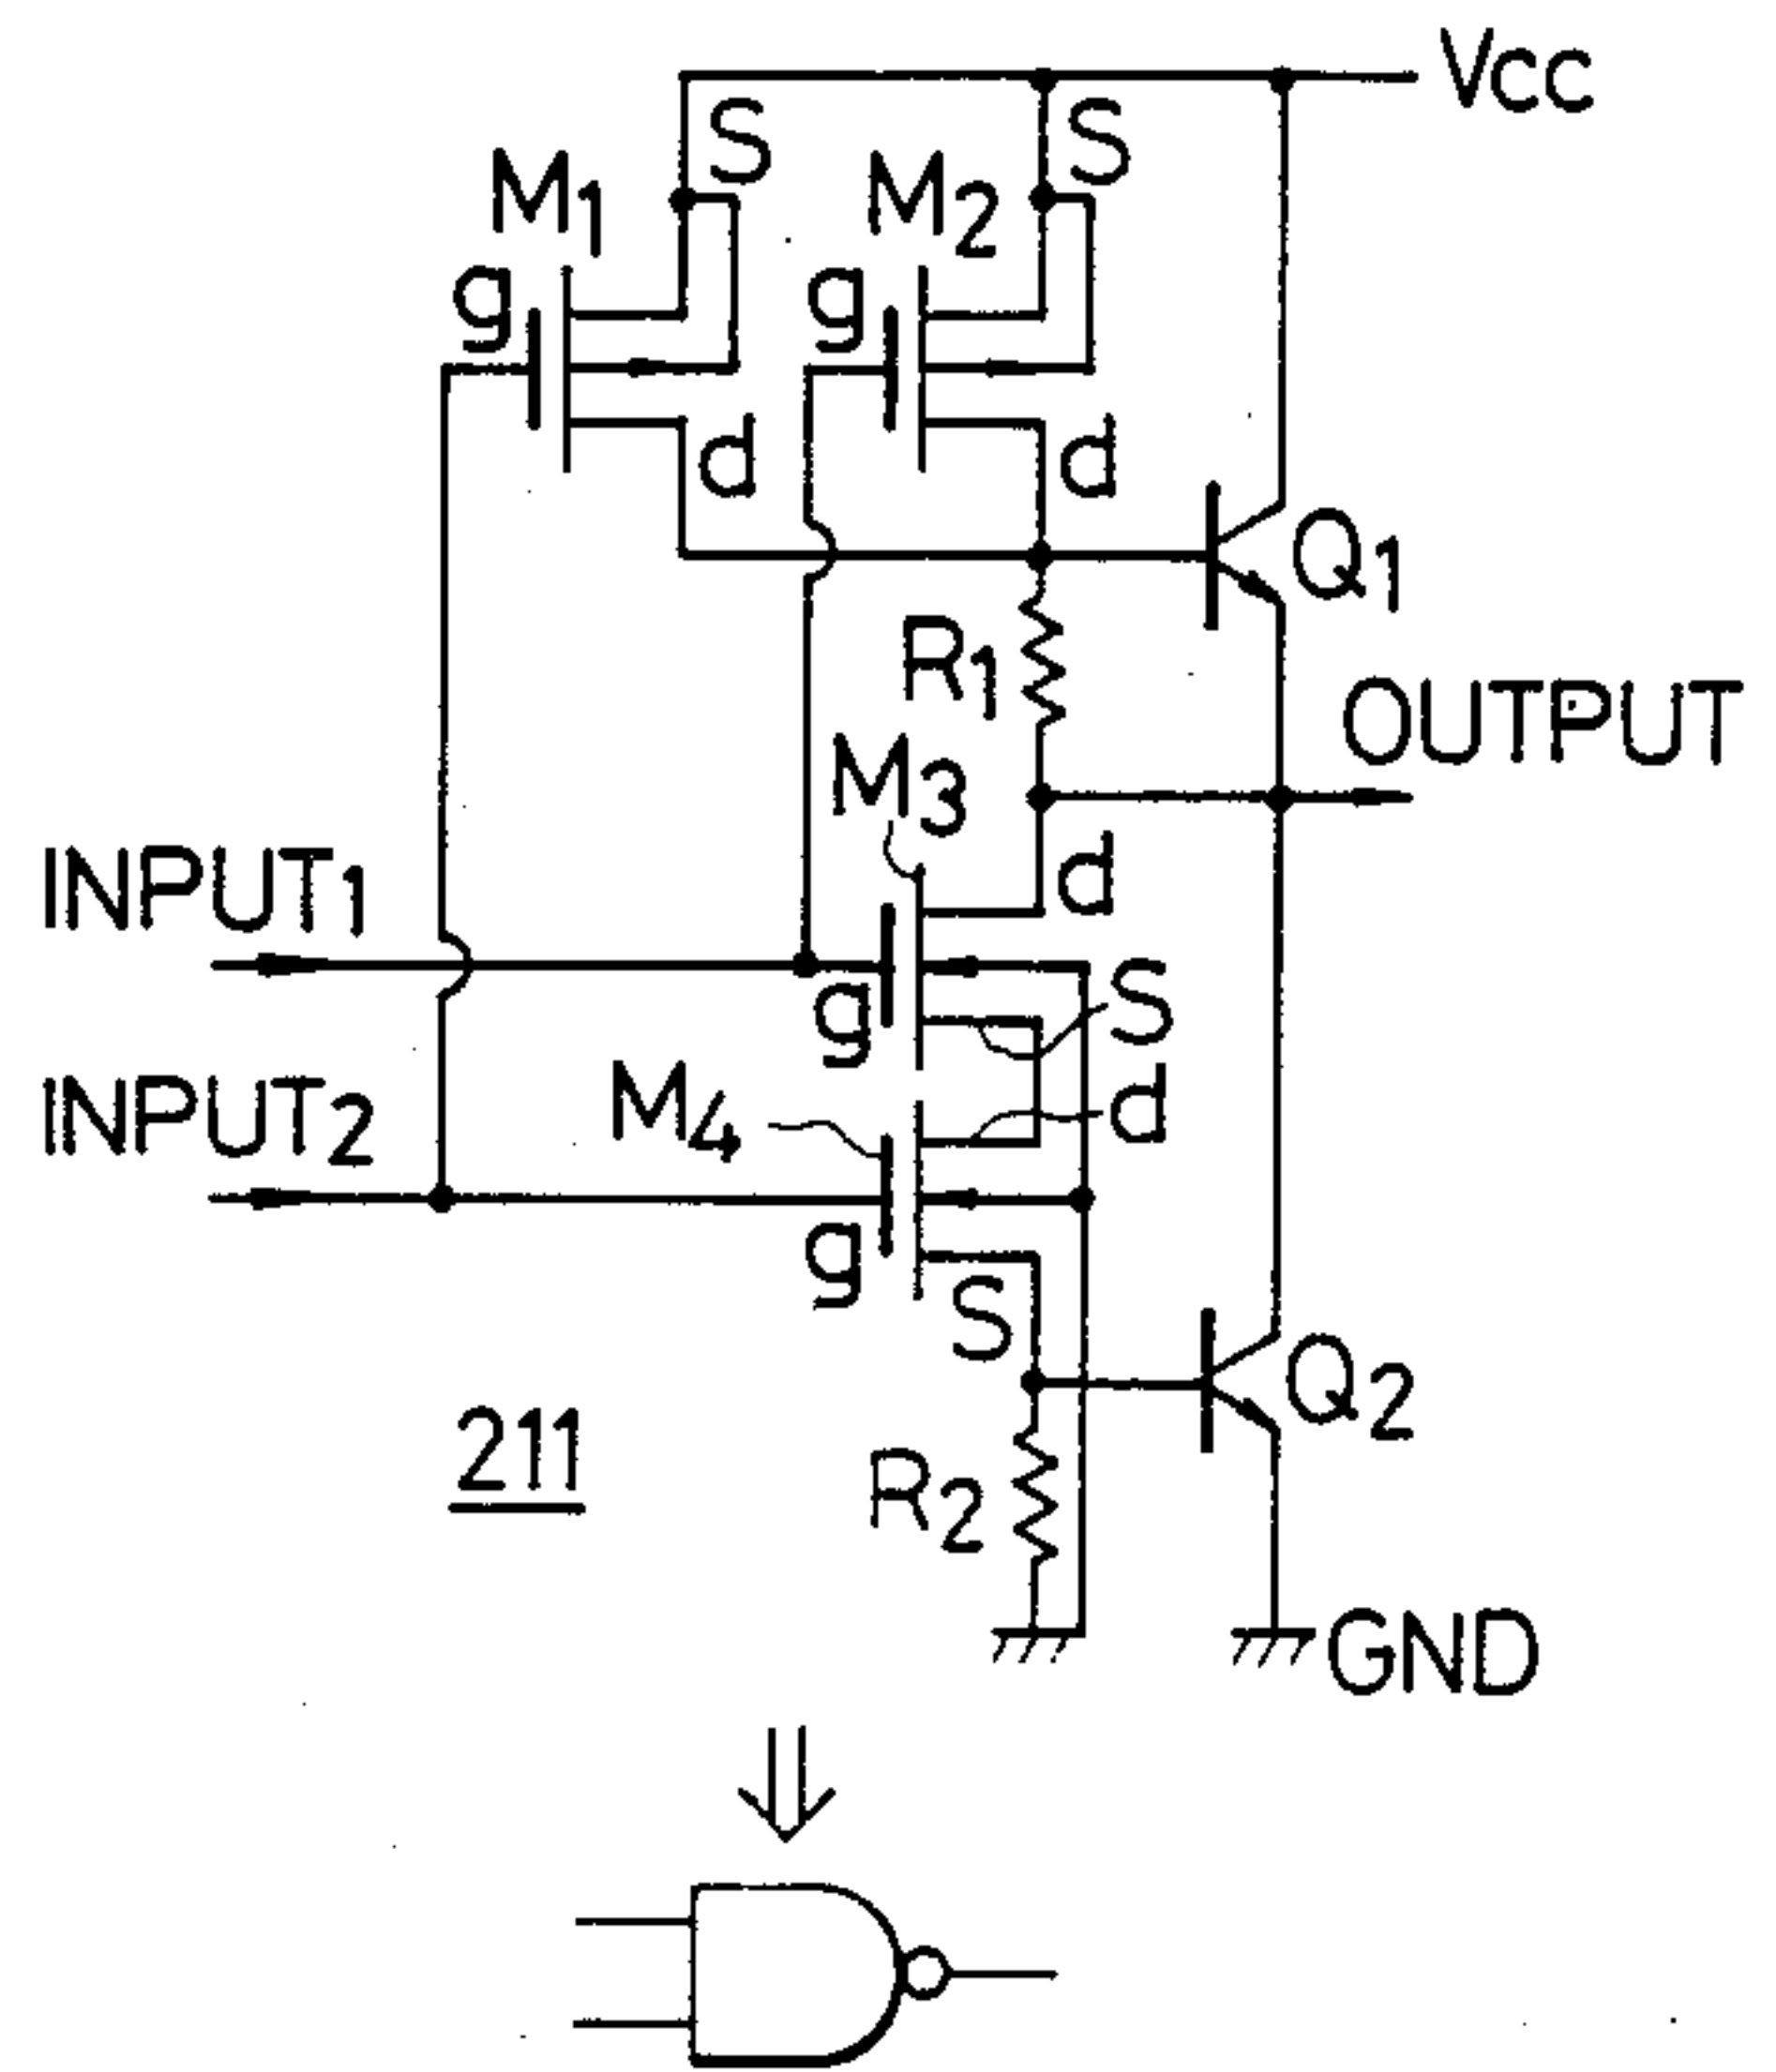 Vcc
S
S
M1
M2
g
g
d
d
Q1
R1
OUTPUT
M3
d
INPUT1
S
g
M4
d
INPUT2
g
S
Q2
211
R2
GND